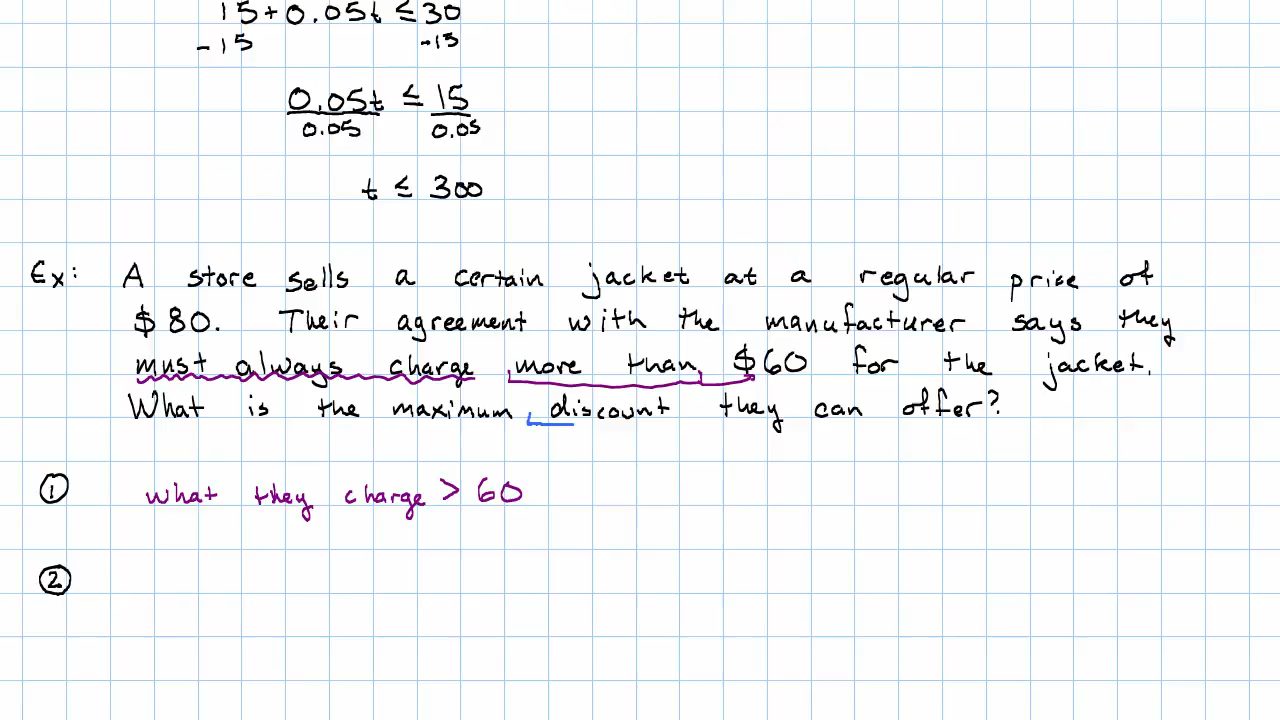 15 + 0.05t ≤ 30
-15 -15
0.05t ≤ 15
0.05 0.05
t ≤ 300
Ex: A store sells a certain jacket at a regular price of
$80. Their agreement with the manufacturer says they
must always charge more than $60 for the jacket.
What is the maximum discount they can offer?
① what they charge > 60
②